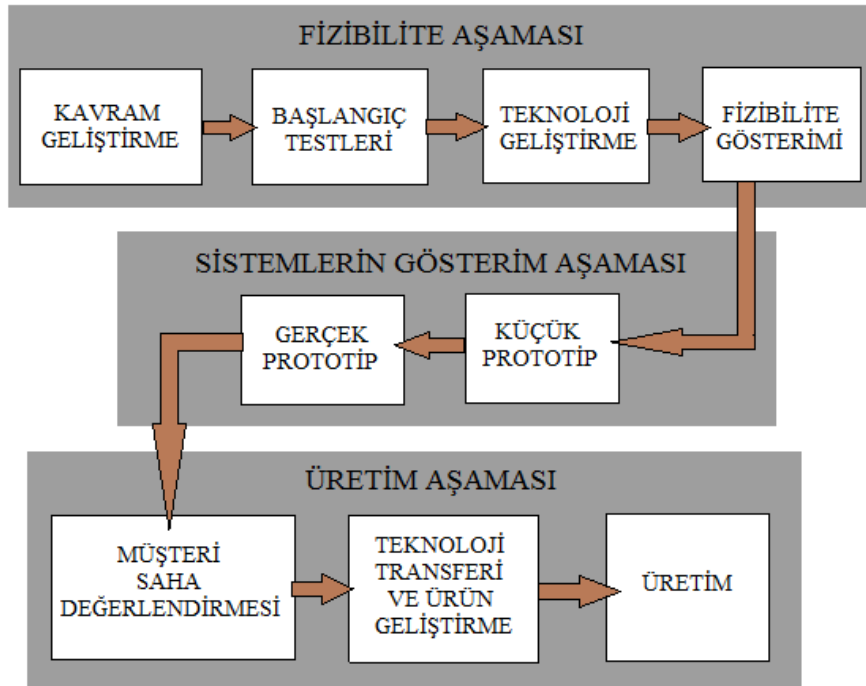 FİZİBİLİTE AŞAMASI
KAVRAM
GELİŞTİRME
BAŞLANGIÇ
TESTLERİ
TEKNOLOJİ
GELİŞTİRME
FİZİBİLİTE
GÖSTERİMİ
SİSTEMLERİN GÖSTERİM AŞAMASI
KÜÇÜK
PROTOTİP
GERÇEK
PROTOTİP
ÜRETİM AŞAMASI
MÜŞTERİ
SAHA
DEĞERLENDİRMESİ
TEKNOLOJİ
TRANSFERİ
VE ÜRÜN
GELİŞTİRME
ÜRETİM